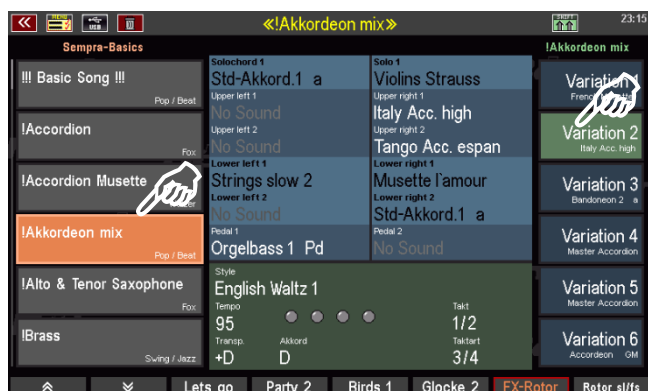 MENU
USB
«!Akkordeon mix»
SHIFT
23:15
Sempra-Basics
!!! Basic Song !!!
Pop / Beat
!Accordion
Fox
!Accordion Musette
!Akkordeon mix
Pop / Beat
!Alto & Tenor Saxophone
Fox
!Brass
Swing / Jazz
Solochord 1
Std-Akkord.1 a
Upper left 1
No Sound
Upper left 2
No Sound
Lower left 1
Strings slow 2
Lower left 2
No Sound
Pedal 1
Orgelbass 1 Pd
Solo 1
Violins Strauss
Upper right 1
Italy Acc. high
Upper right 2
Tango Acc. espan
Lower right 1
Musette l`amour
Lower right 2
Std-Akkord.1 a
Pedal 2
No Sound
Style
English Waltz 1
Tempo
95
Takt
1/2
Transp.
+D
Akkord
D
Taktart
3/4
!Akkordeon mix
Variation 1
Variation 2
Italy Acc. high
Variation 3
Bandoneon 2 a
Variation 4
Master Accordion
Variation 5
Master Accordion
Variation 6
Accordeon GM
Lets go
Party 2
Birds 1
Glocke 2
FX-Rotor
Rotor sl/fs